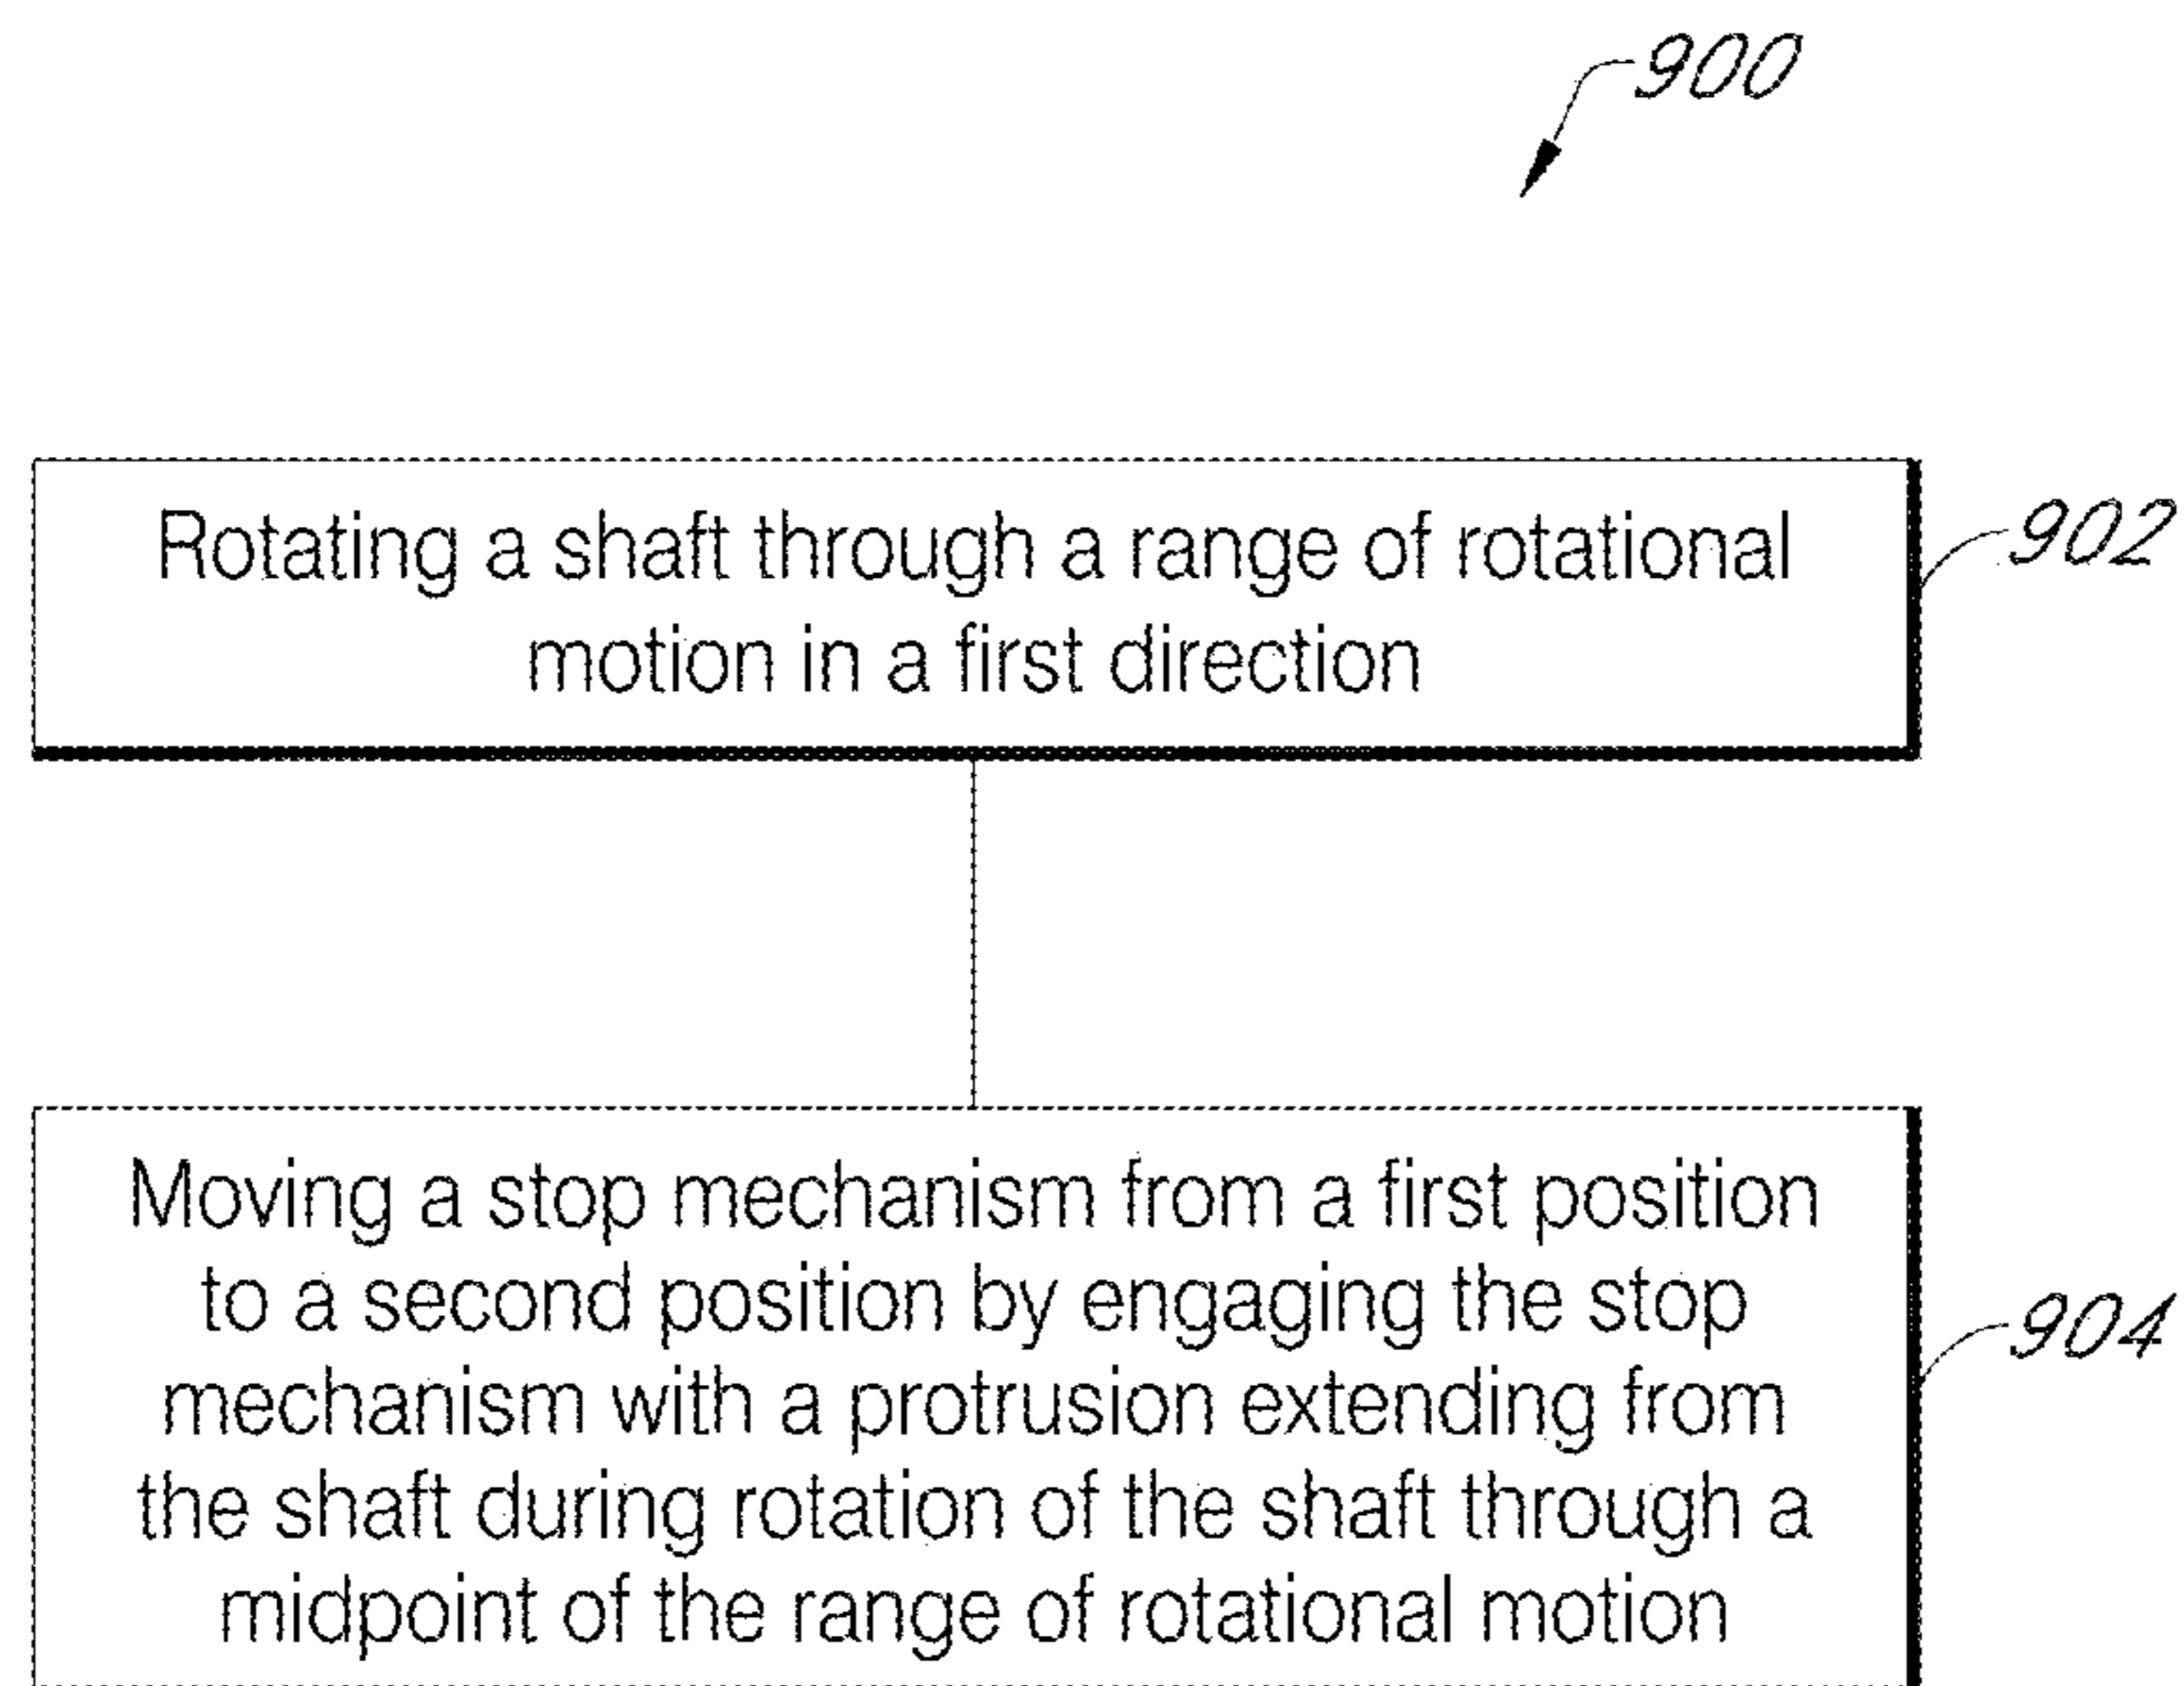 900
Rotating a shaft through a range of rotational
motion in a first direction
902
Moving a stop mechanism from a first position
to a second position by engaging the stop
mechanism with a protrusion extending from
the shaft during rotation of the shaft through a
midpoint of the range of rotational motion
904